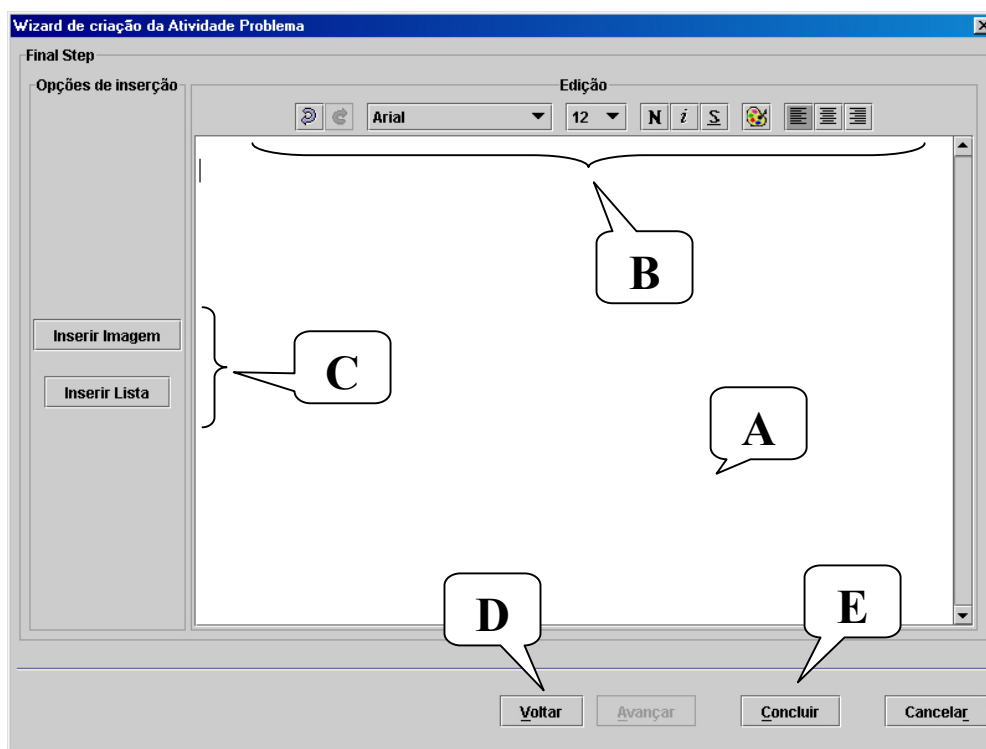 Wizard de criação da Atividade Problema
Final Step
Opções de inserção
Edição
Arial 12 N i S
B
Inserir Imagem
C
Inserir Lista
A
D
E
Voltar Avançar Concluir Cancelar